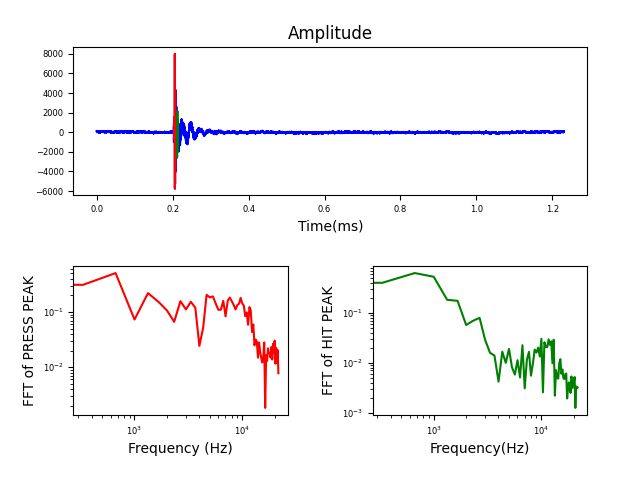 Amplitude
8000
6000
4000
2000
0
−2000
−4000
−6000
0.0 0.2 0.4 0.6 0.8 1.0 1.2
Time(ms)
FFT of PRESS PEAK
10⁻¹
10⁻²
10³ 10⁴
Frequency (Hz)
FFT of HIT PEAK
10⁻¹
10⁻²
10⁻³
10³ 10⁴
Frequency(Hz)